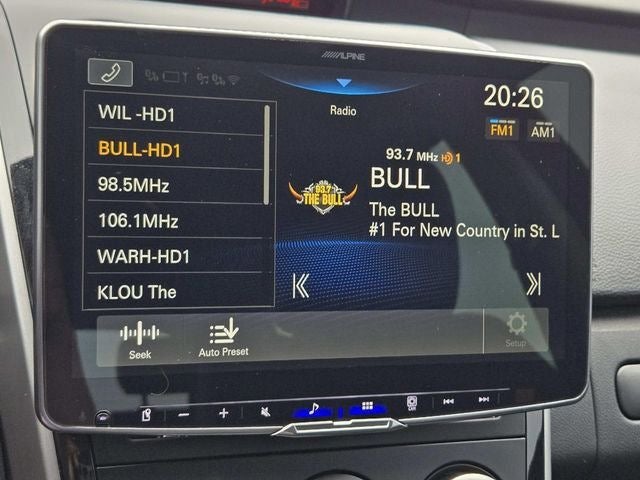 ALPINE
20:26
Radio
FM1 AM1
WIL -HD1
BULL-HD1
98.5MHz
106.1MHz
WARH-HD1
KLOU The
93.7 MHz HD 1
BULL
93.7
THE BULL
The BULL
#1 For New Country in St. L
Seek
Auto Preset
Setup